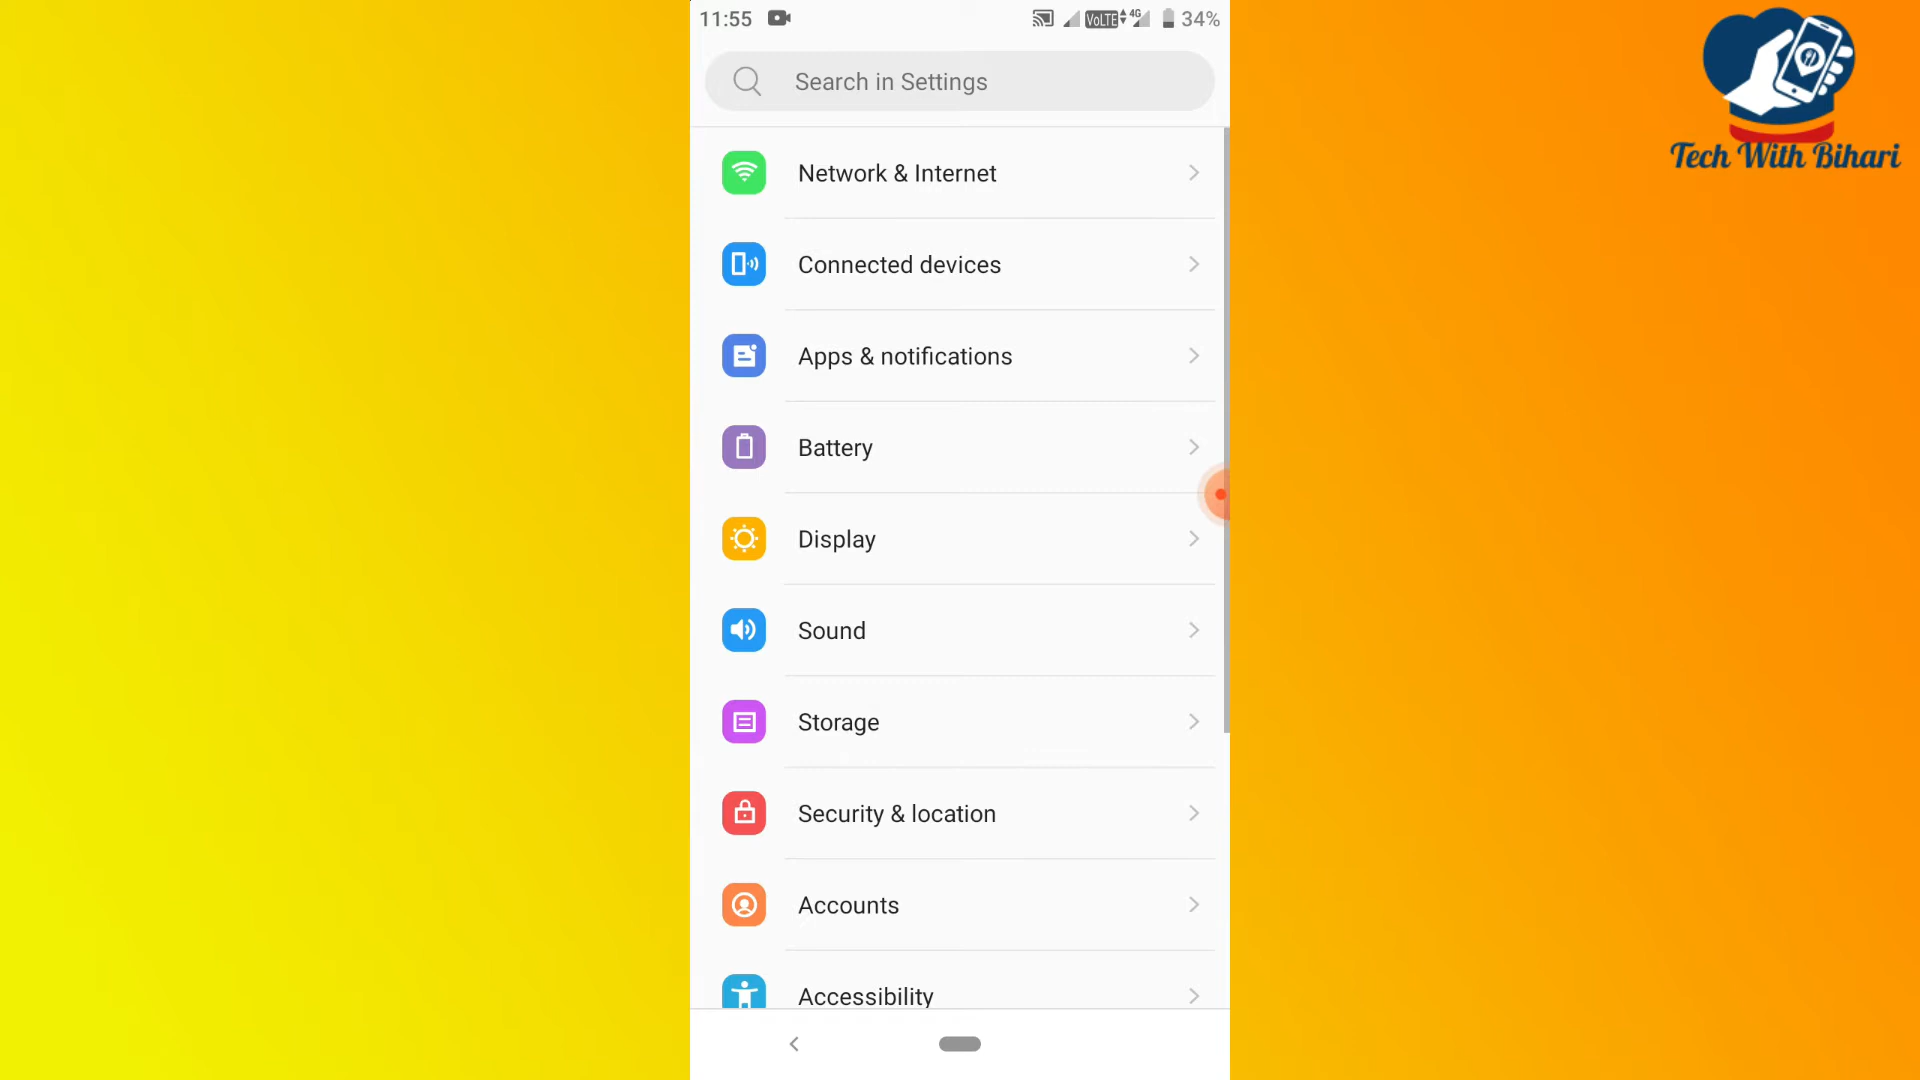 11:55 VoLTE 4G 34%
Search in Settings
Network & Internet
Connected devices
Apps & notifications
Battery
Display
Sound
Storage
Security & location
Accounts
Accessibility
Tech With Bihari